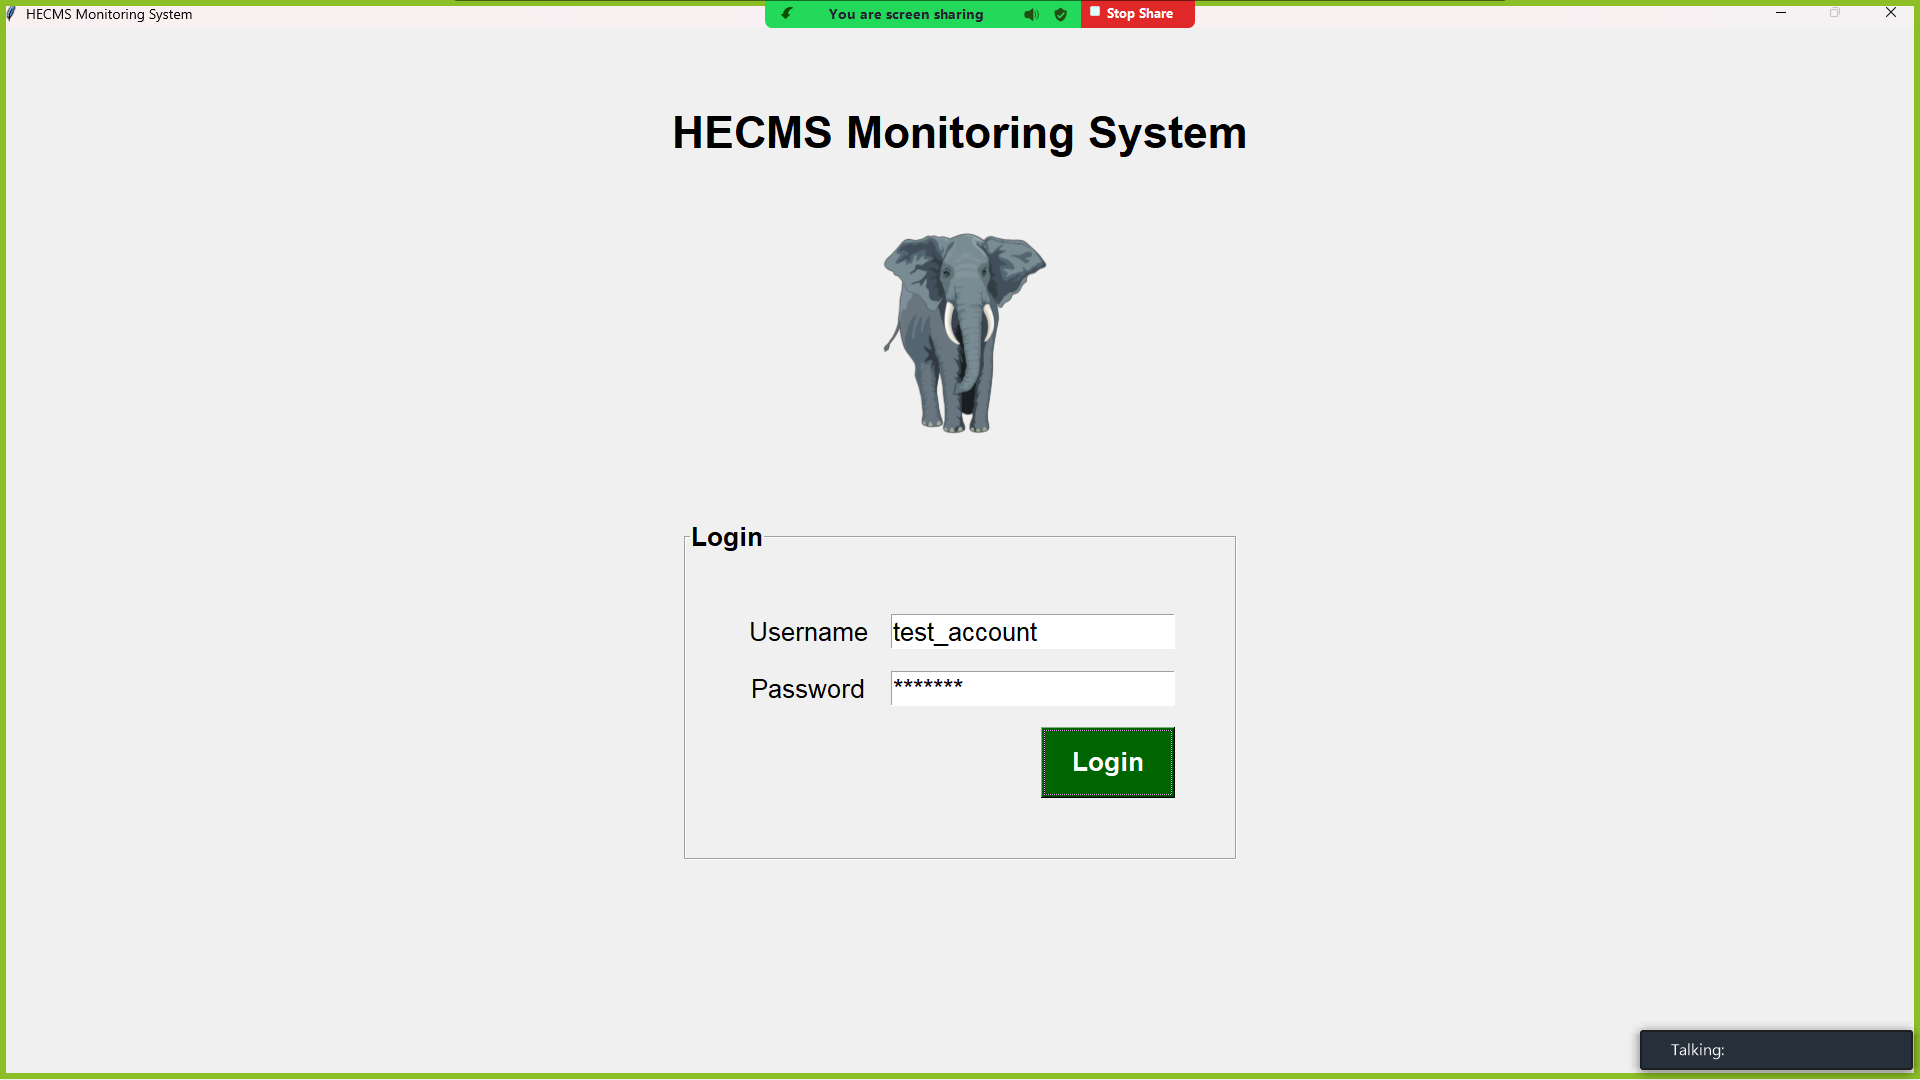 HECMS Monitoring System
You are screen sharing
Stop Share
HECMS Monitoring System
Login
Username test_account
Password *******
Login
Talking: